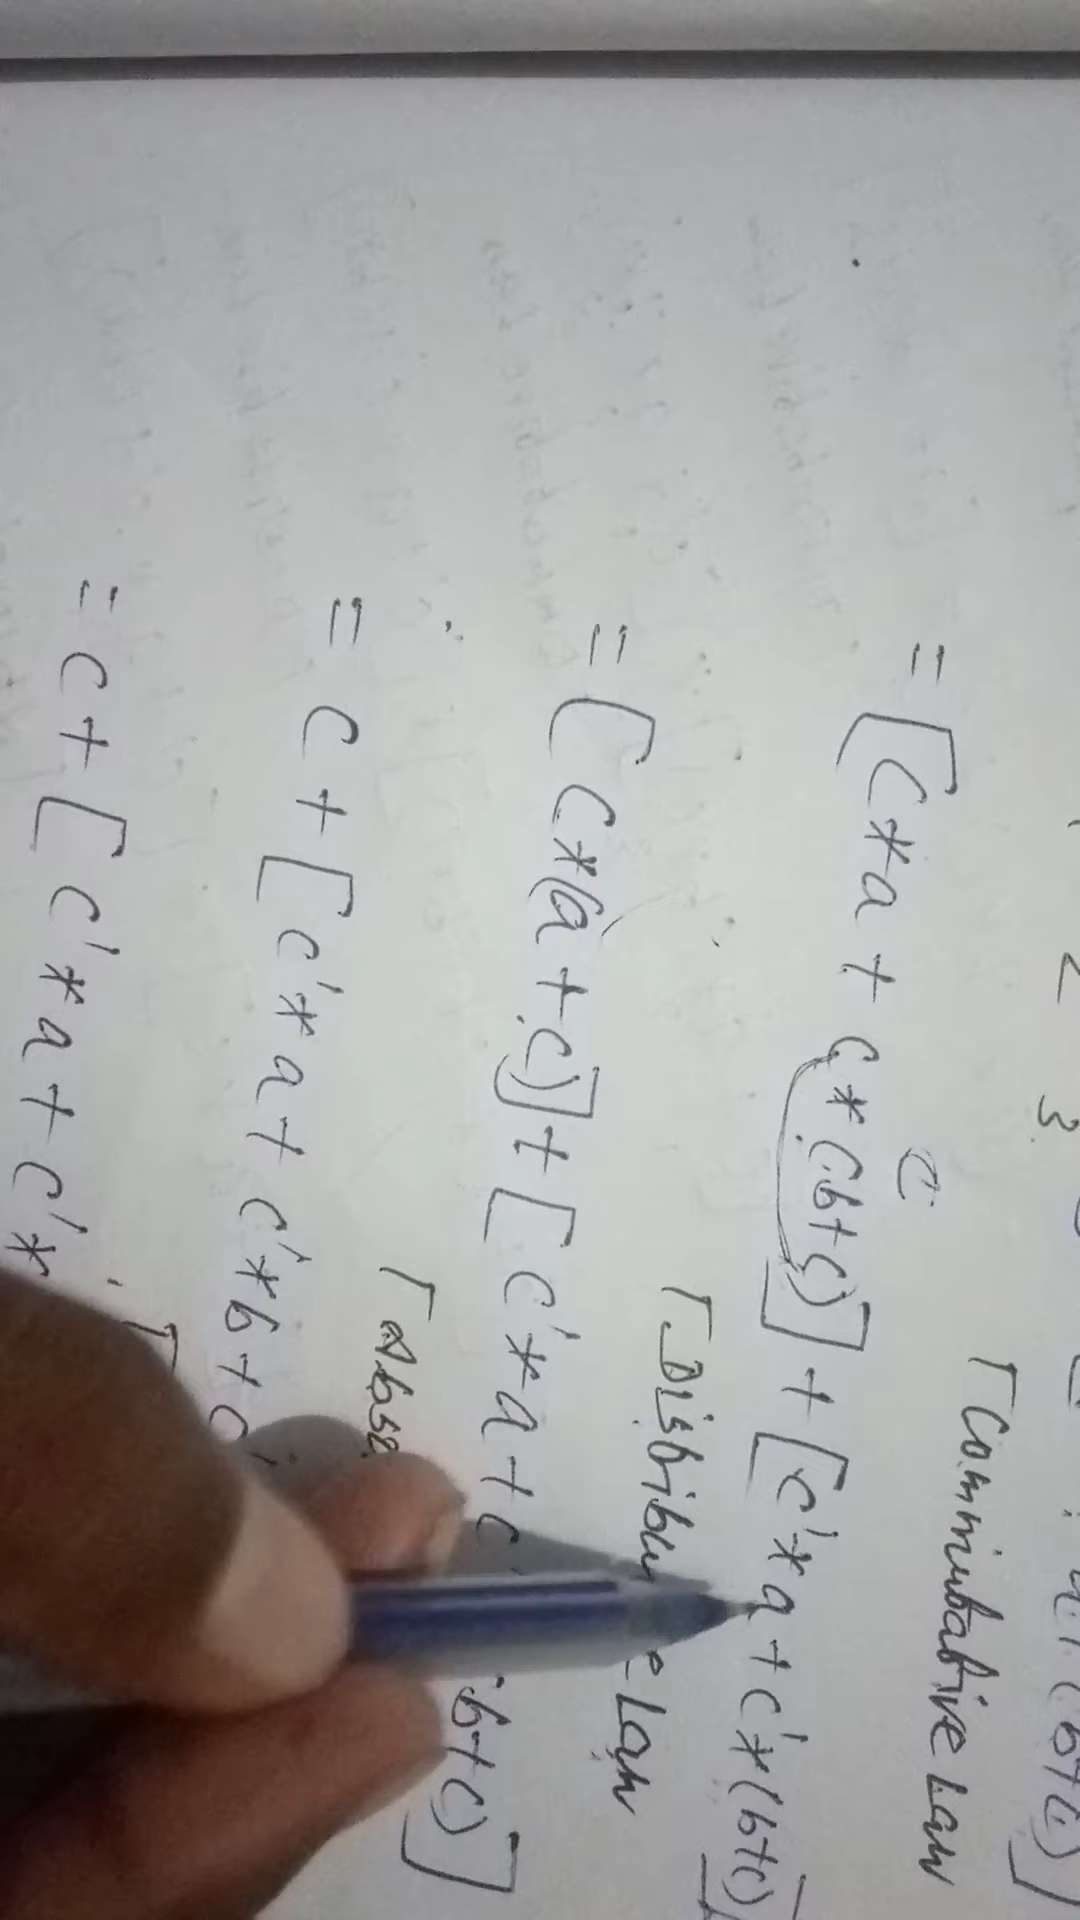 + (b+c)]
[Commutative Law
c
= [c*a + c*(b+c)] + [c'*a + c'*(b+c)]
[Distributive Law
= [c*(a + c)] + [c'*a + c' b+c)]
[Abso
= c + [c'*a + c'*b + c'
= c + [c'*a + c'*